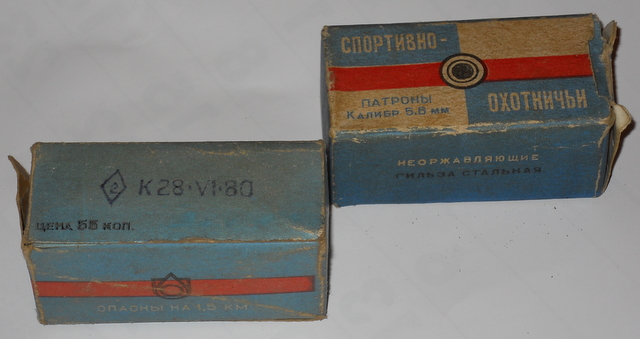 СПОРТИВНО-
ОХОТНИЧЬИ
ПАТРОНЫ
КАЛИБР 5,6 мм
НЕОРЖАВЛЯЮЩИЕ
ГИЛЬЗА СТАЛЬНАЯ
К 28·VI·80
ЦЕНА 55 КОП.
ОПАСНЫ НА 1,5 КМ